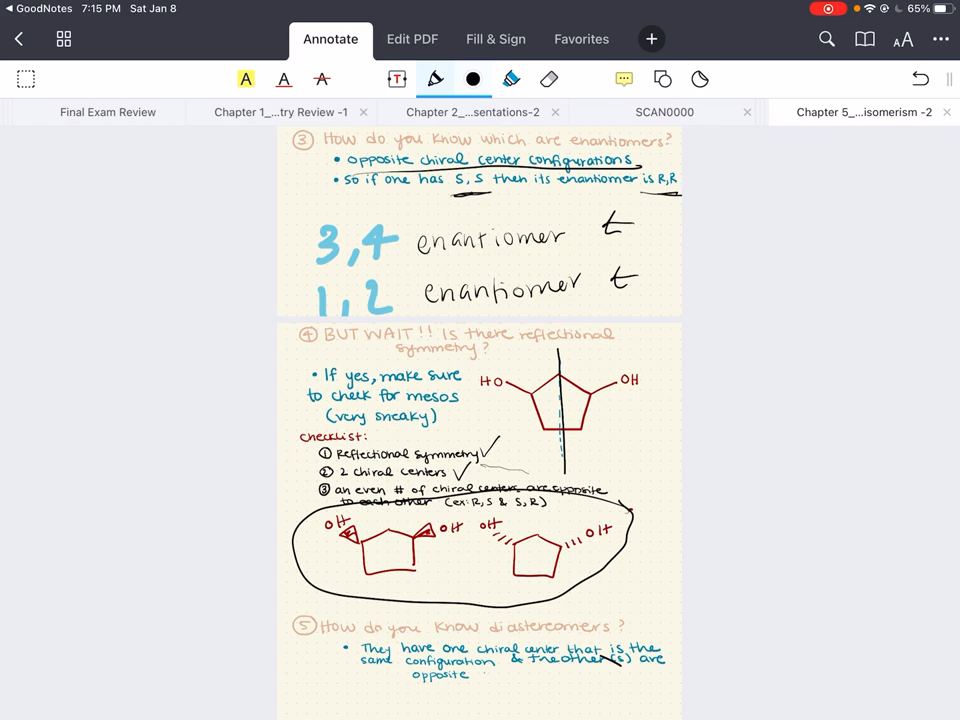 GoodNotes 7:15 PM Sat Jan 8 65%
Annotate Edit PDF Fill & Sign Favorites
Final Exam Review Chapter 1_...try Review -1 Chapter 2_...sentations-2 SCAN0000 Chapter 5_...isomerism -2
③ How do you know which are enantiomers?
• opposite chiral center configurations
• so if one has S, S then its enantiomer is R,R
3,4 enantiomer t
1,2 enantiomer t
④ BUT WAIT!! Is there reflectional
symmetry?
• If yes, make sure
to check for mesos
(very sneaky)
HO OH
Checklist:
① Reflectional symmetry
② 2 chiral centers
③ an even # of chiral centers are opposite
to each other (ex: R, S & S, R)
OH OH OH OH
⑤ How do you know diastereomers?
• They have one chiral center that is the
same configuration & the other(s) are
opposite